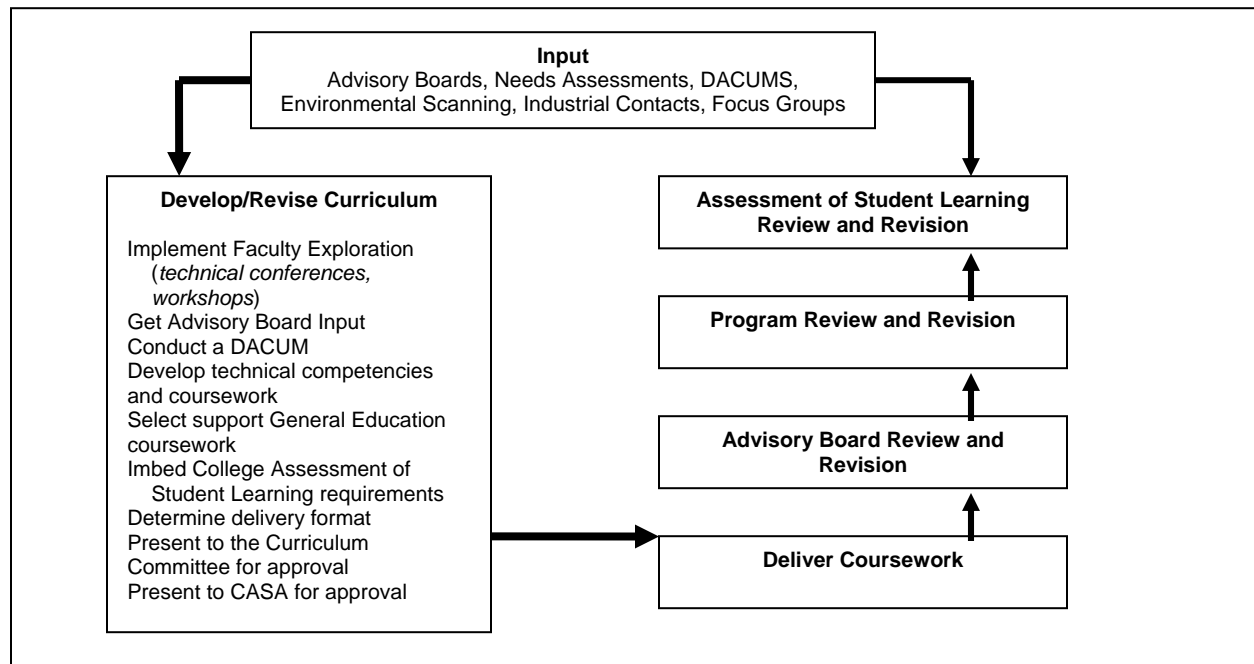 Input
Advisory Boards, Needs Assessments, DACUMS,
Environmental Scanning, Industrial Contacts, Focus Groups
Develop/Revise Curriculum
Implement Faculty Exploration
(technical conferences,
workshops)
Get Advisory Board Input
Conduct a DACUM
Develop technical competencies
and coursework
Select support General Education
coursework
Imbed College Assessment of
Student Learning requirements
Determine delivery format
Present to the Curriculum
Committee for approval
Present to CASA for approval
Assessment of Student Learning
Review and Revision
Program Review and Revision
Advisory Board Review and
Revision
Deliver Coursework